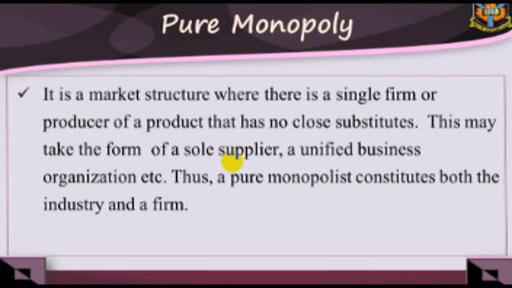 Pure Monopoly
✓ It is a market structure where there is a single firm or
producer of a product that has no close substitutes. This may
take the form of a sole supplier, a unified business
organization etc. Thus, a pure monopolist constitutes both the
industry and a firm.